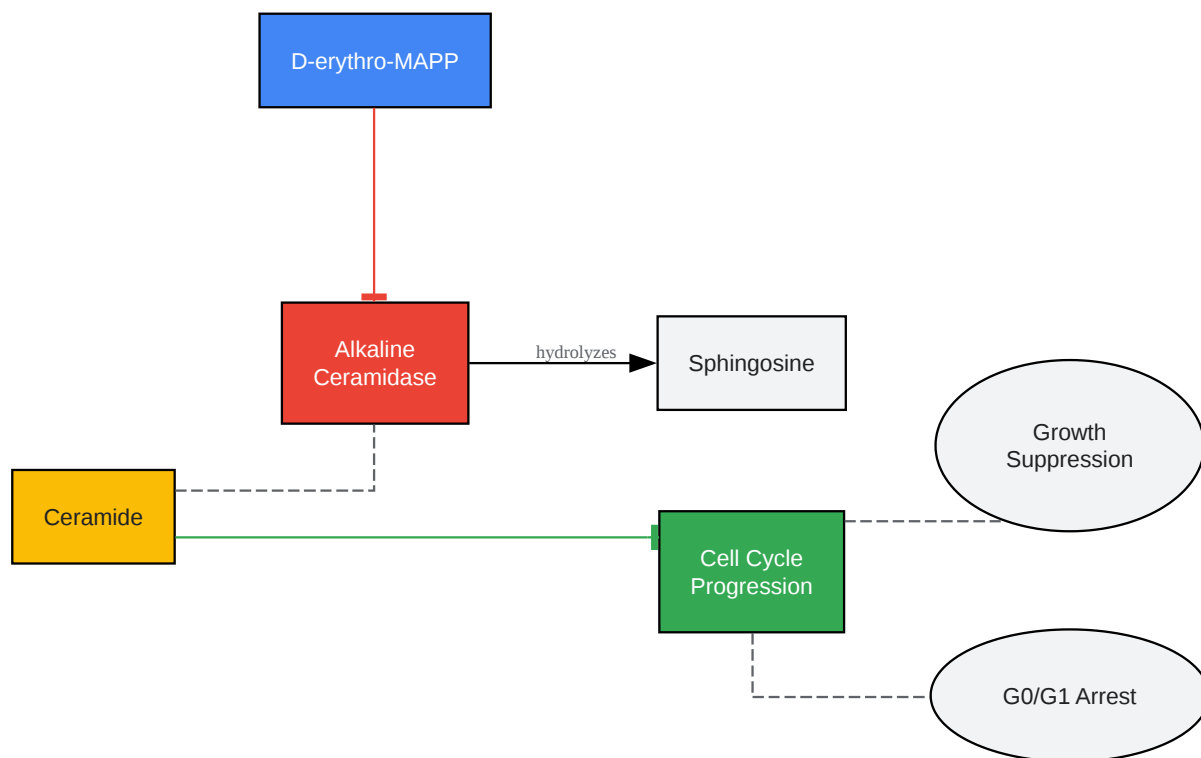 D-erythro-MAPP
Alkaline
Ceramidase
hydrolyzes
Sphingosine
Growth
Suppression
Ceramide
Cell Cycle
Progression
G0/G1 Arrest